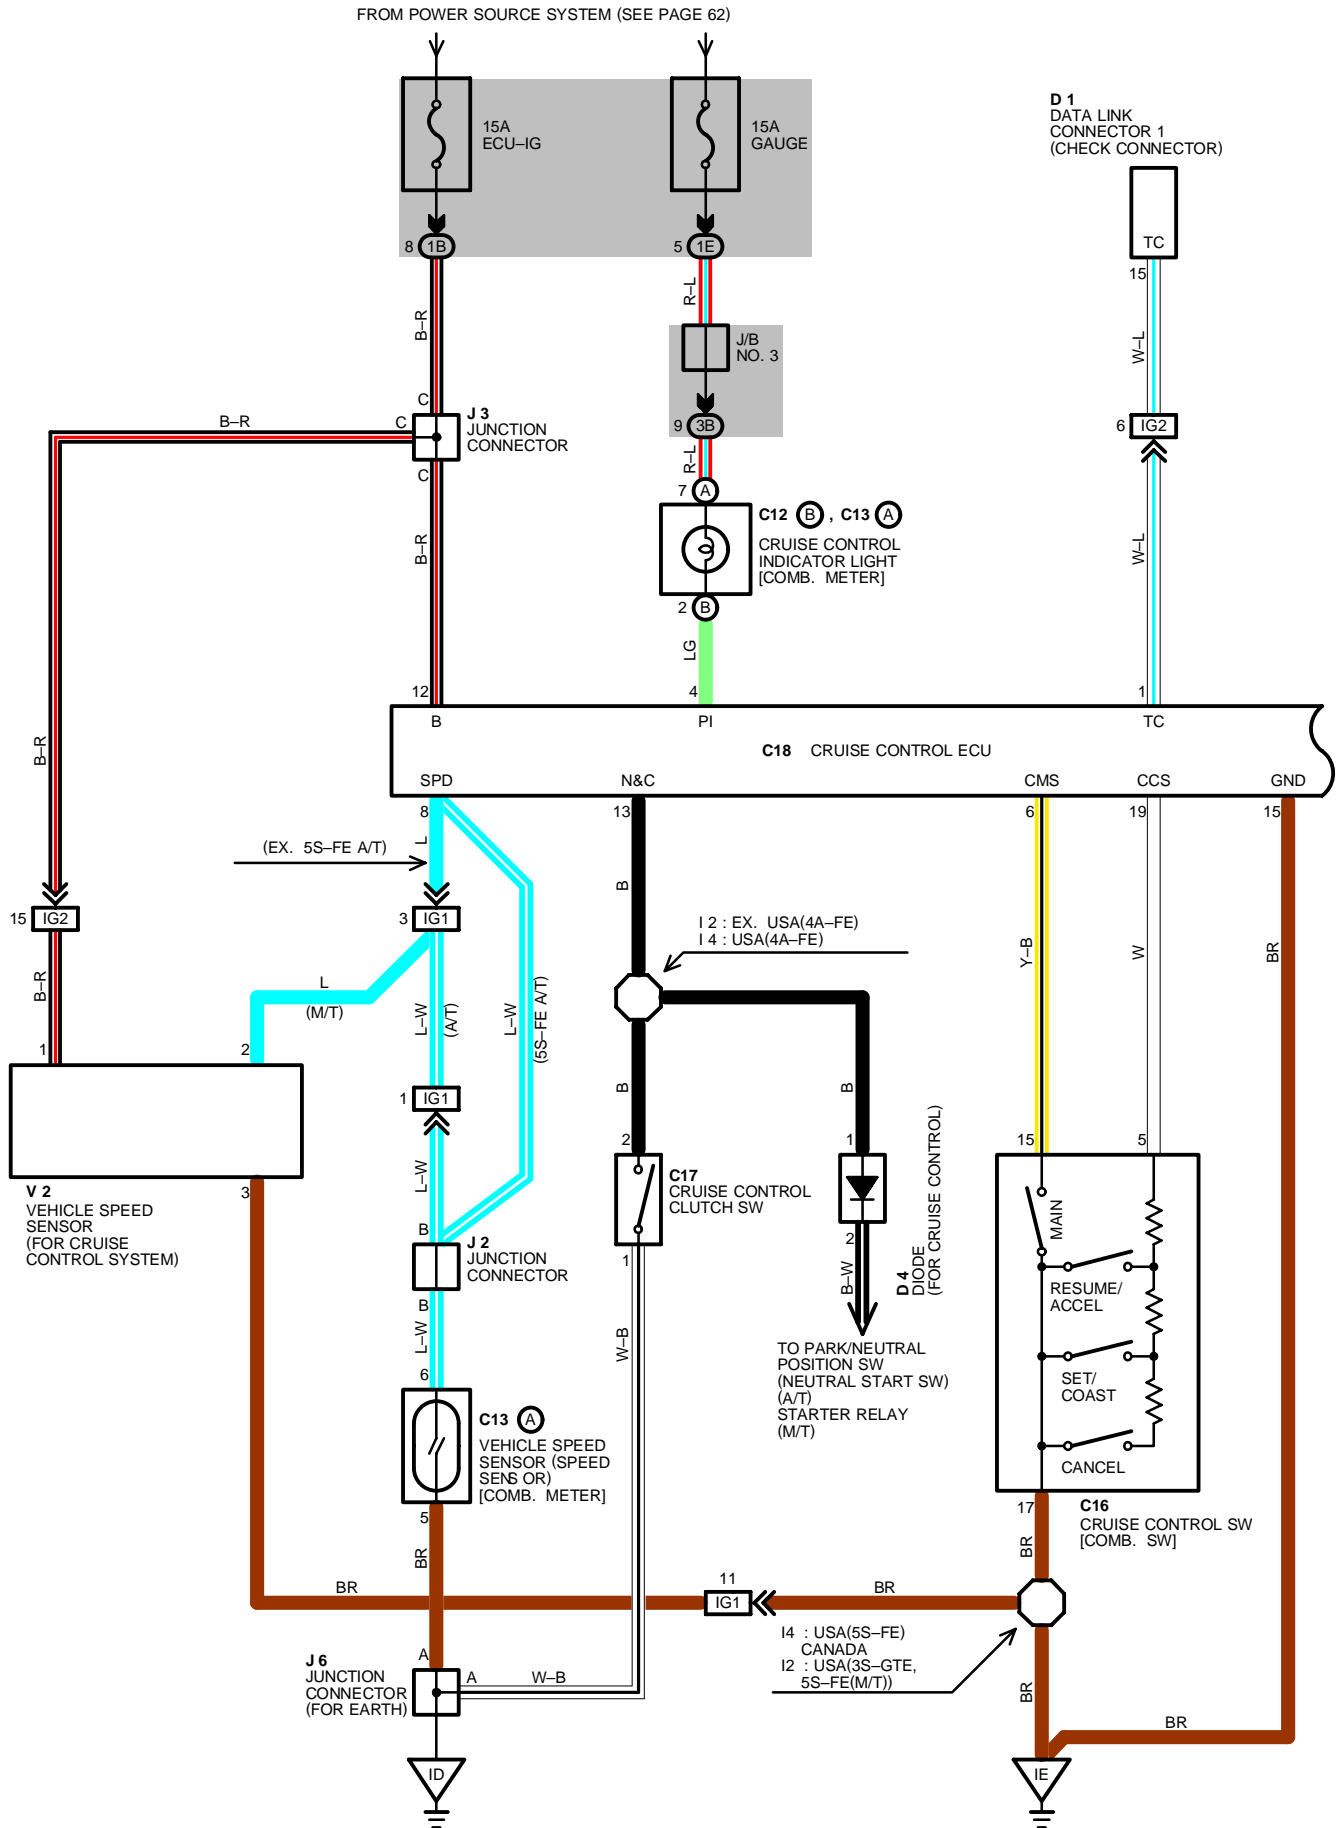 FROM POWER SOURCE SYSTEM (SEE PAGE 62)
15A
ECU–IG
15A
GAUGE
D 1
DATA LINK
CONNECTOR 1
(CHECK CONNECTOR)
TC
8 1B
5 1E
15
B–R
R–L
W–L
J/B
NO. 3
C
J 3
JUNCTION
CONNECTOR
B–R
C
C
9 3B
6 IG2
R–L
7 A
B–R
C12 B , C13 A
CRUISE CONTROL
INDICATOR LIGHT
[COMB. METER]
W–L
2 B
LG
12
4
1
B
PI
TC
B–R
C18 CRUISE CONTROL ECU
SPD
N&C
CMS
CCS
GND
8
13
6
19
15
(EX. 5S–FE A/T)
L
B
15 IG2
3 IG1
I 2 : EX. USA(4A–FE)
I 4 : USA(4A–FE)
Y–B
W
BR
B–R
L
(M/T)
L–W
(A/T)
L–W
(5S–FE A/T)
1
2
1 IG1
B
B
2
1
15
5
L–W
V 2
VEHICLE SPEED
SENSOR
(FOR CRUISE
CONTROL SYSTEM)
3
B
J 2
JUNCTION
CONNECTOR
C17
CRUISE CONTROL
CLUTCH SW
1
2
D 4
DIODE
(FOR CRUISE CONTROL)
MAIN
B
L–W
W–B
B–W
RESUME/
ACCEL
TO PARK/NEUTRAL
POSITION SW
(NEUTRAL START SW)
(A/T)
STARTER RELAY
(M/T)
6
SET/
COAST
C13 A
VEHICLE SPEED
SENSOR (SPEED
SENS OR)
[COMB. METER]
CANCEL
5
17
C16
CRUISE CONTROL SW
[COMB. SW]
BR
BR
BR
11
IG1
BR
I4 : USA(5S–FE)
CANADA
I2 : USA(3S–GTE,
5S–FE(M/T))
J 6
JUNCTION
CONNECTOR
(FOR EARTH)
A
A
W–B
BR
BR
ID
IE